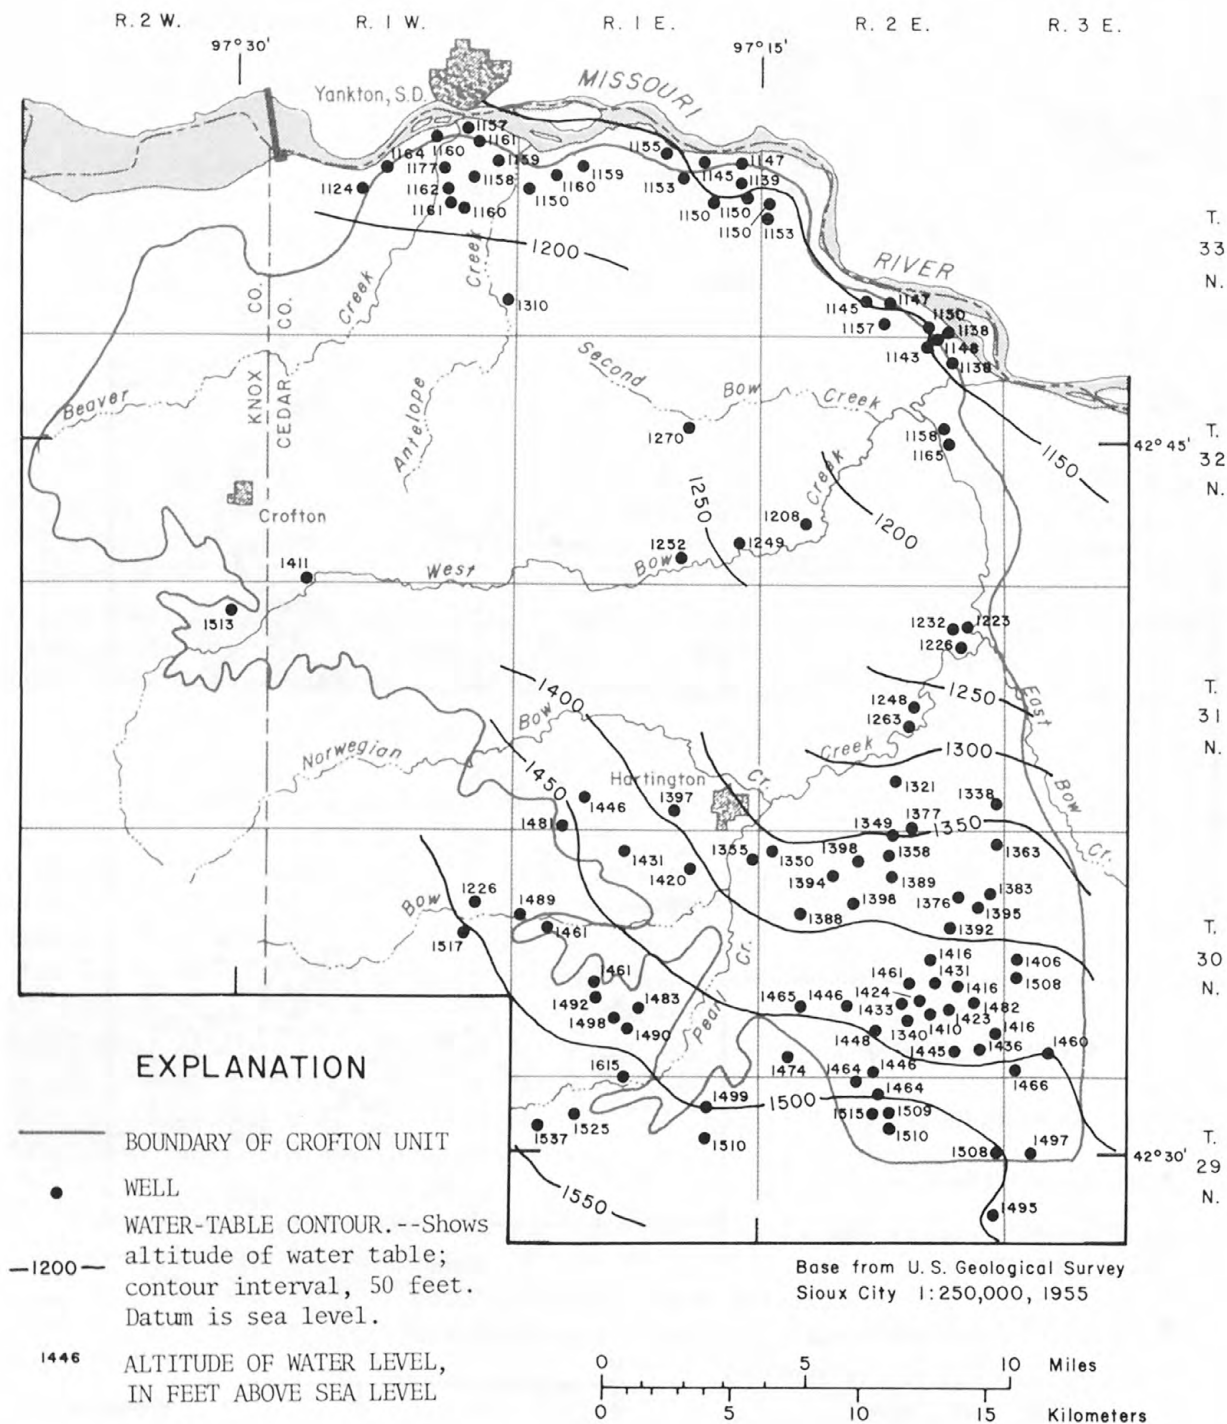 R. 2 W.
R. 1 W.
R. 1 E.
R. 2 E.
R. 3 E.
97°30'
97°15'
MISSOURI
Yankton, S.D.
1157
1161
1160
1164
1159
1177
1158
1124
1162
1161
1160
1150
1160
1159
1155
1153
1145
1147
1139
1150
1150
1150
1153
T.
33
N.
1200
Creek
Creek
RIVER
1310
1145
1147
1157
1150
1138
1143
1148
1138
KNOX CO.
CEDAR CO.
Second
Bow
Creek
Beaver
Antelope
1270
1158
1165
1150
42°45'
T.
32
N.
Creek
1250
1208
1200
Crofton
1252
1249
1411
West
Bow
1513
1232
1223
1226
1400
1248
1263
1250
East
T.
31
N.
Bow
Norwegian
Creek
1300
Hartington
Cr.
1450
1446
1397
1321
1338
Bow
1481
1349
1377
1350
1431
1355
1350
1398
1358
1363
Cr.
1420
1394
1389
1383
1226
1489
1376
1395
Bow
1388
1398
1392
1461
1517
Cr.
1416
1406
T.
30
N.
1461
1461
1431
1416
1508
1492
1483
1465
1446
1424
1482
1498
1433
1423
1490
Pearl
1340
1410
1416
1448
1445
1436
1460
1615
1474
1464
1446
1466
1499
1500
1464
1525
1515
1509
1537
1510
1510
1508
1497
42°30'
T.
29
N.
1550
1495
EXPLANATION
BOUNDARY OF CROFTON UNIT
WELL
WATER-TABLE CONTOUR.--Shows
altitude of water table;
contour interval, 50 feet.
Datum is sea level.
1200
1446
ALTITUDE OF WATER LEVEL,
IN FEET ABOVE SEA LEVEL
Base from U.S. Geological Survey
Sioux City 1:250,000, 1955
0 5 10 Miles
0 5 10 15 Kilometers